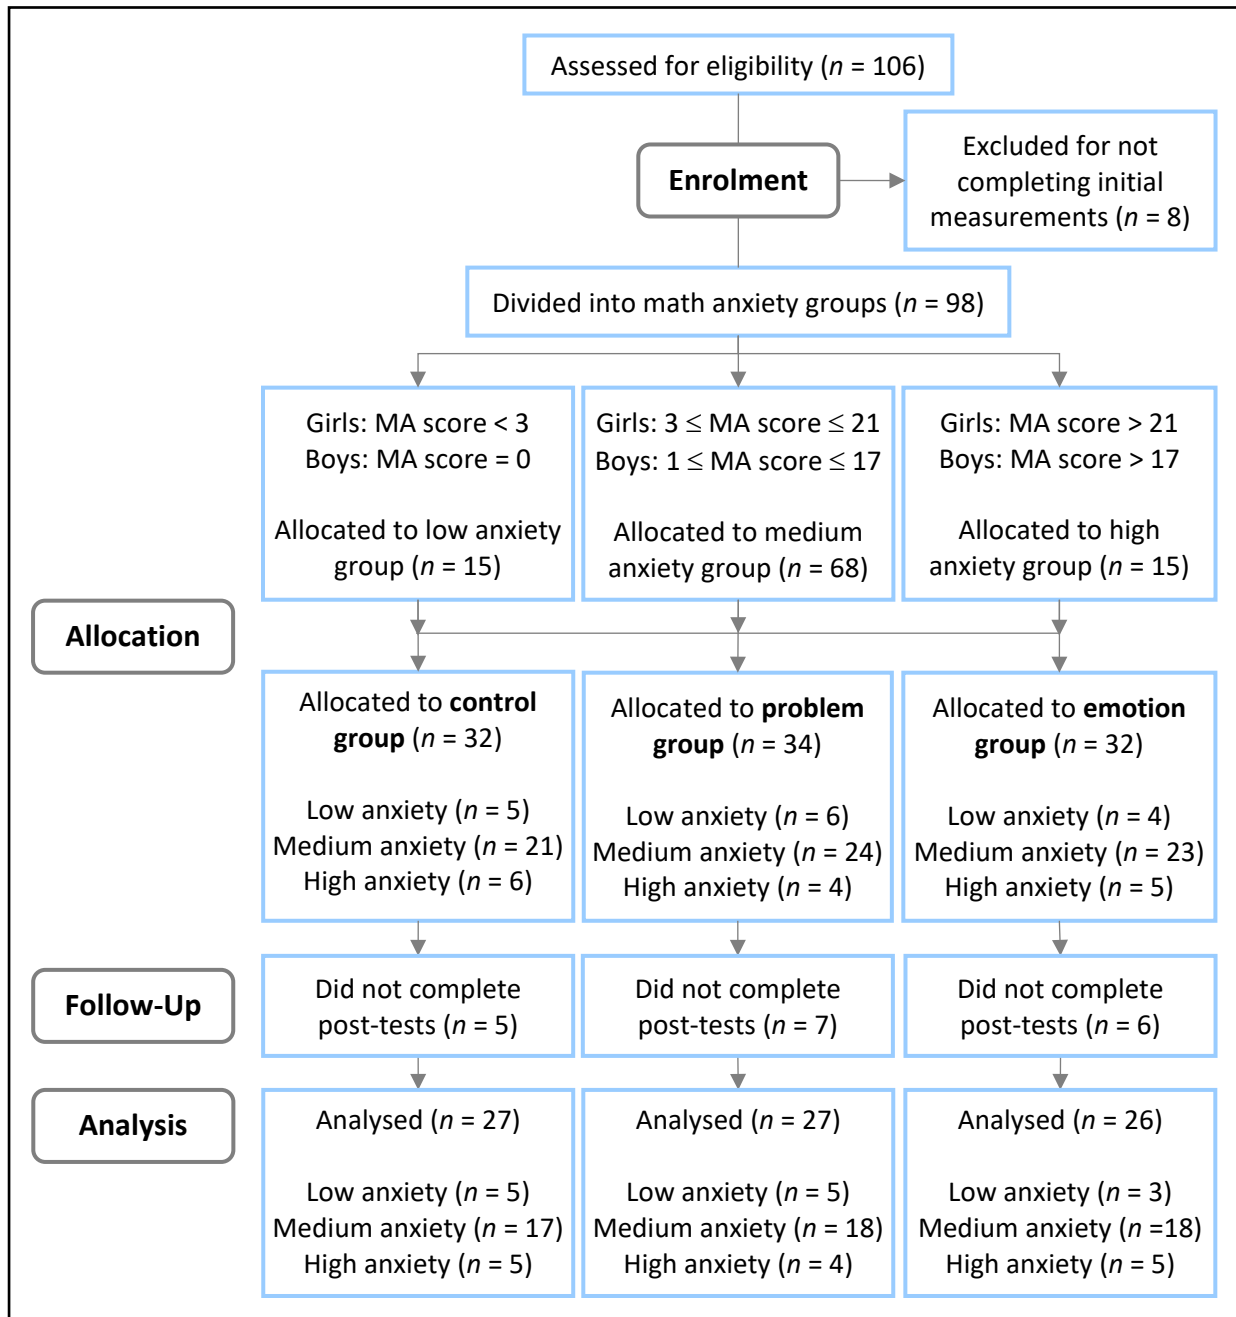 Assessed for eligibility (n = 106)
Enrolment
Excluded for not
completing initial
measurements (n = 8)
Divided into math anxiety groups (n = 98)
Girls: MA score < 3
Boys: MA score = 0
Allocated to low anxiety
group (n = 15)
Girls: 3 ≤ MA score ≤ 21
Boys: 1 ≤ MA score ≤ 17
Allocated to medium
anxiety group (n = 68)
Girls: MA score > 21
Boys: MA score > 17
Allocated to high
anxiety group (n = 15)
Allocation
Allocated to control
group (n = 32)
Low anxiety (n = 5)
Medium anxiety (n = 21)
High anxiety (n = 6)
Allocated to problem
group (n = 34)
Low anxiety (n = 6)
Medium anxiety (n = 24)
High anxiety (n = 4)
Allocated to emotion
group (n = 32)
Low anxiety (n = 4)
Medium anxiety (n = 23)
High anxiety (n = 5)
Follow-Up
Did not complete
post-tests (n = 5)
Did not complete
post-tests (n = 7)
Did not complete
post-tests (n = 6)
Analysis
Analysed (n = 27)
Low anxiety (n = 5)
Medium anxiety (n = 17)
High anxiety (n = 5)
Analysed (n = 27)
Low anxiety (n = 5)
Medium anxiety (n = 18)
High anxiety (n = 4)
Analysed (n = 26)
Low anxiety (n = 3)
Medium anxiety (n =18)
High anxiety (n = 5)